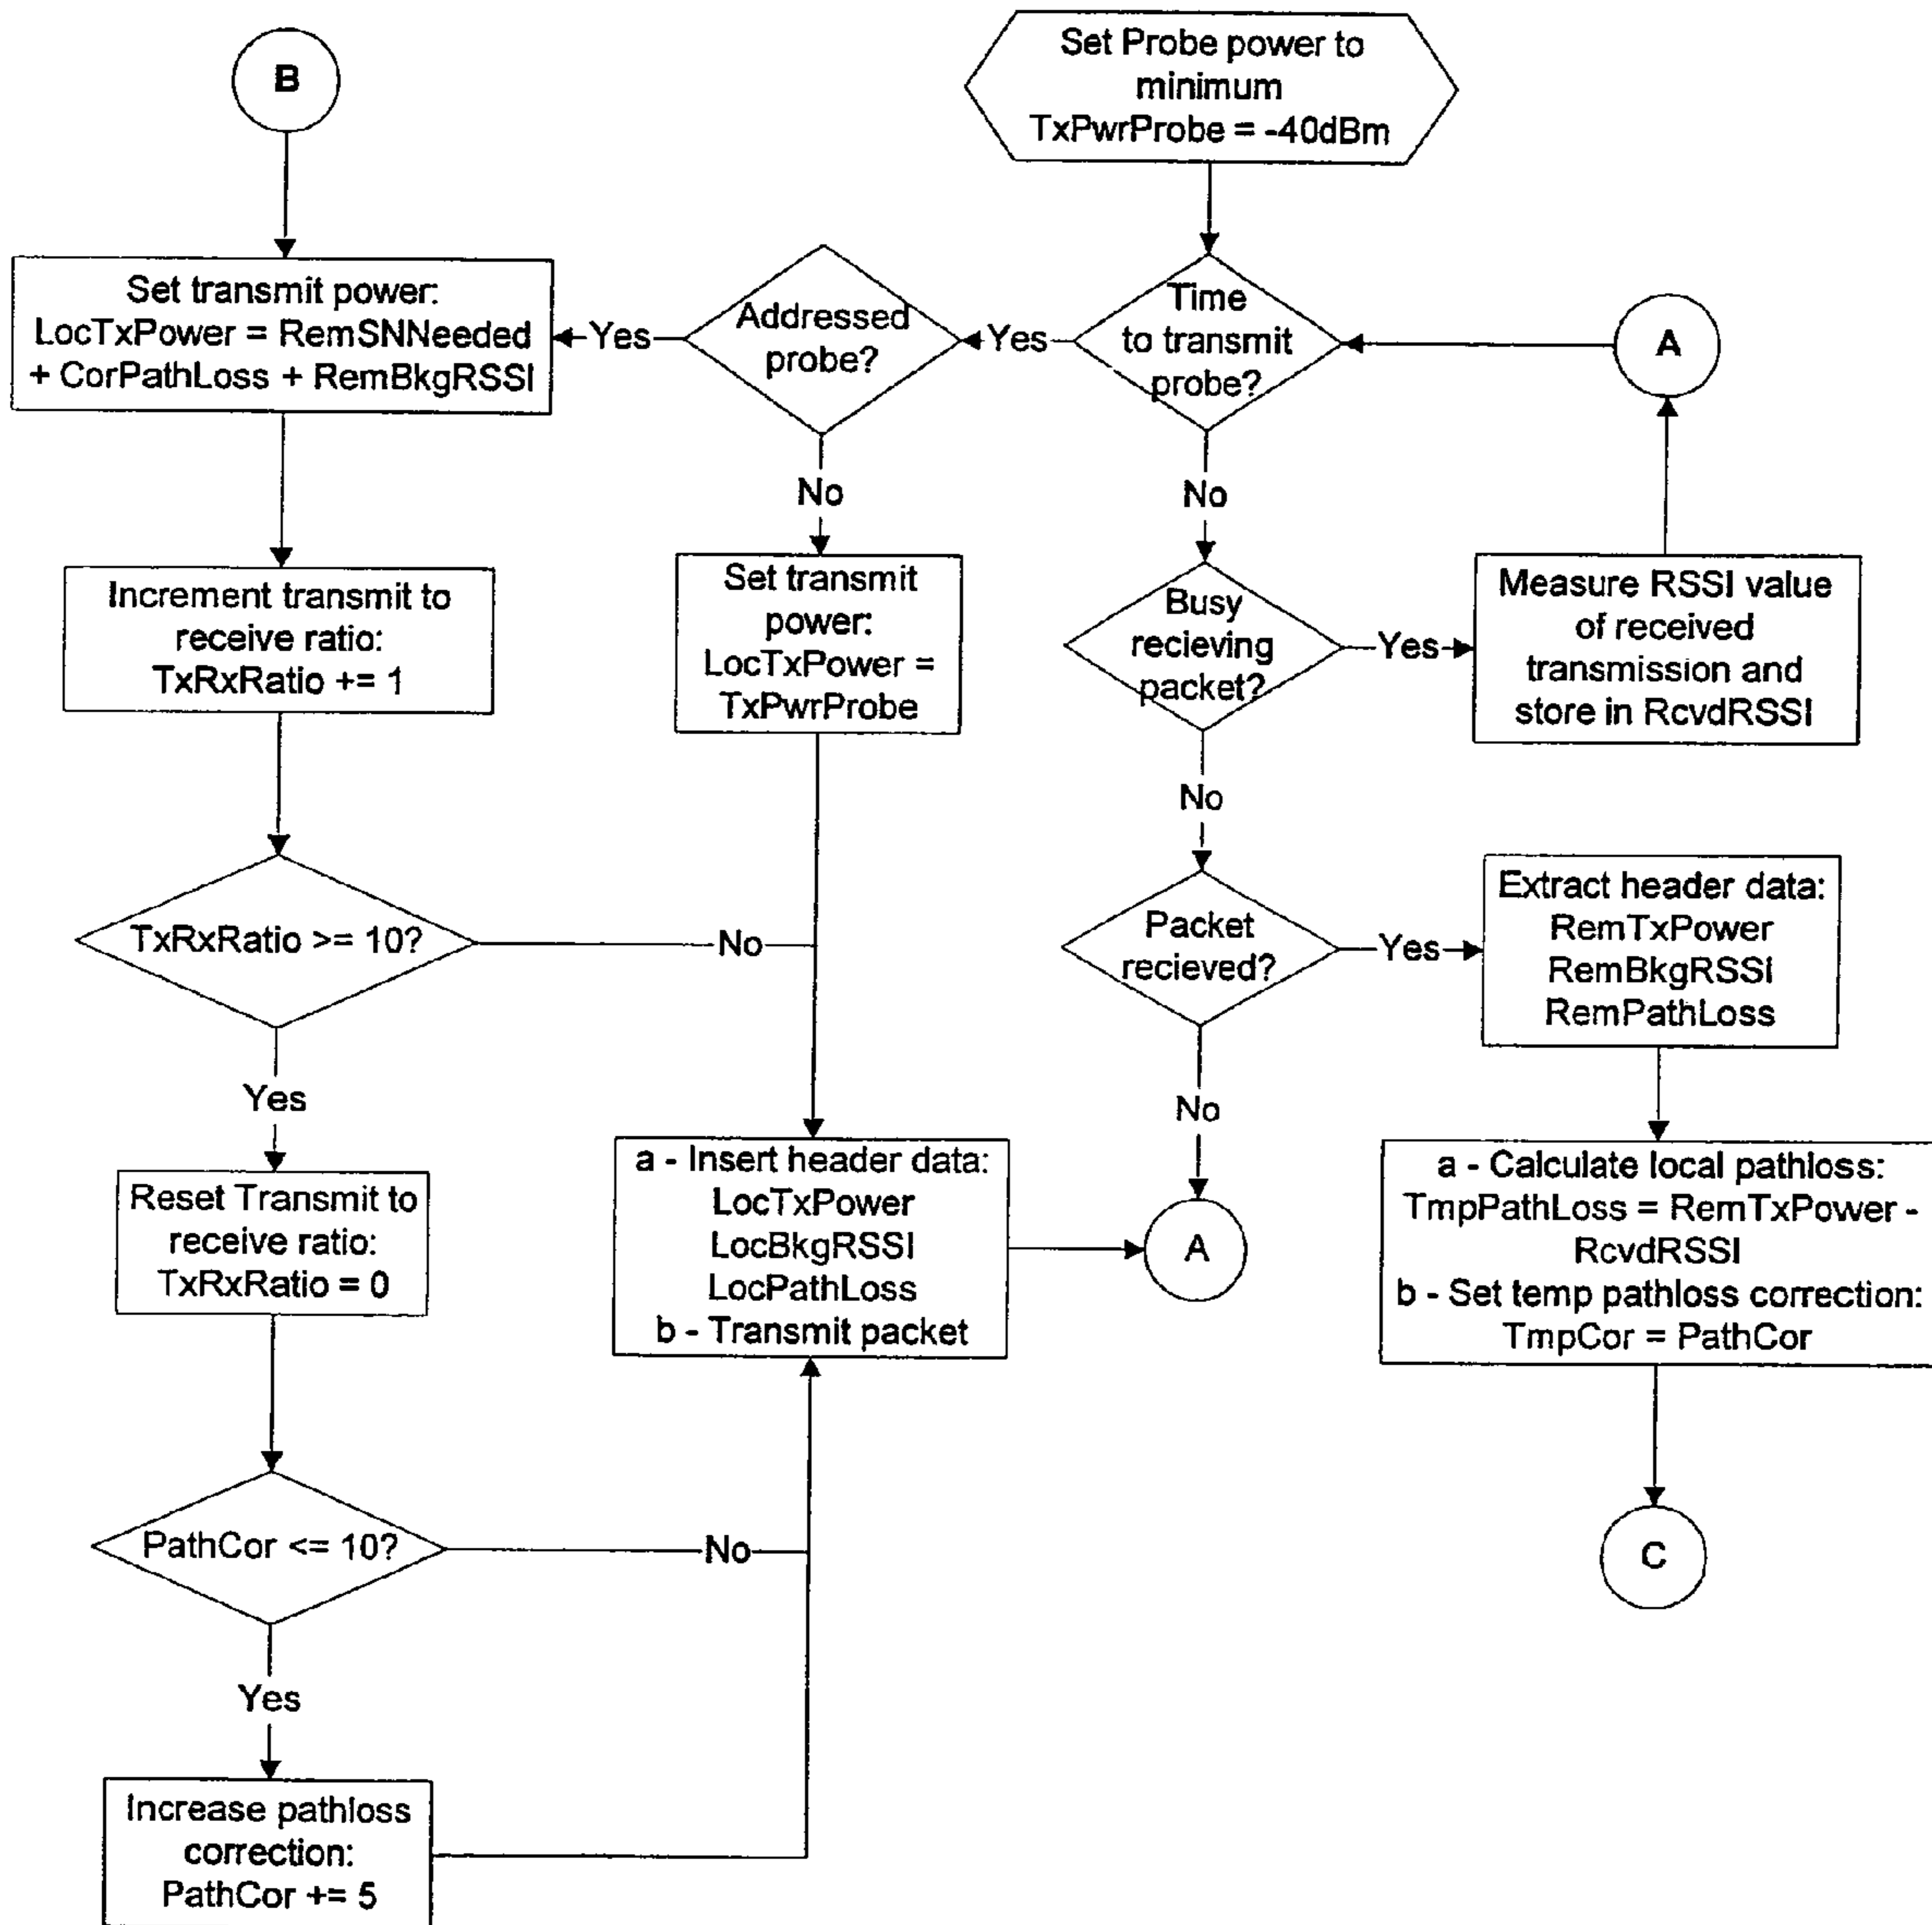 B
Set Probe power to
minimum
TxPwrProbe = -40dBm
Set transmit power:
LocTxPower = RemSNNeeded
+ CorPathLoss + RemBkgRSSI
Yes
Addressed
probe?
Yes
Time
to transmit
probe?
A
No
No
Increment transmit to
receive ratio:
TxRxRatio += 1
Set transmit
power:
LocTxPower =
TxPwrProbe
Busy
recieving
packet?
Yes
Measure RSSI value
of received
transmission and
store in RcvdRSSI
No
TxRxRatio >= 10?
No
Packet
recieved?
Yes
Extract header data:
RemTxPower
RemBkgRSSI
RemPathLoss
Yes
No
Reset Transmit to
receive ratio:
TxRxRatio = 0
a - Insert header data:
LocTxPower
LocBkgRSSI
LocPathLoss
b - Transmit packet
A
a - Calculate local pathloss:
TmpPathLoss = RemTxPower -
RcvdRSSI
b - Set temp pathloss correction:
TmpCor = PathCor
PathCor <= 10?
No
C
Yes
Increase pathloss
correction:
PathCor += 5